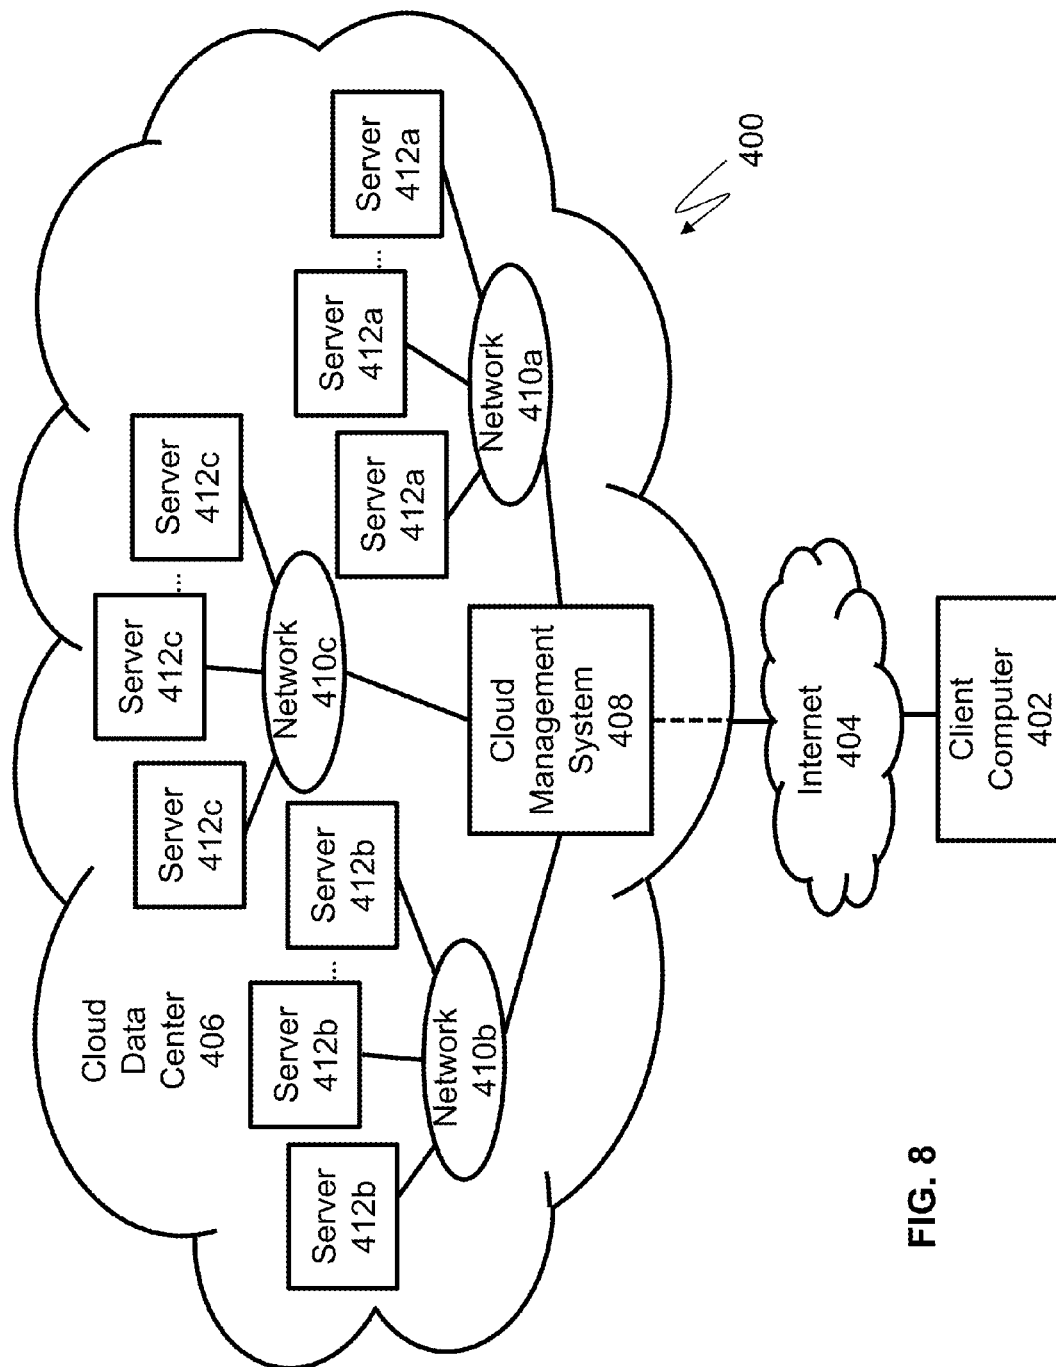 Cloud
Data
Center
406
Server
412c
Server
412c
...
Server
412c
Server
412b
Server
412b
...
Server
412b
Server
412a
Server
412a
...
Server
412a
Network
410c
Network
410b
Network
410a
Cloud
Management
System
408
400
Internet
404
Client
Computer
402
FIG. 8